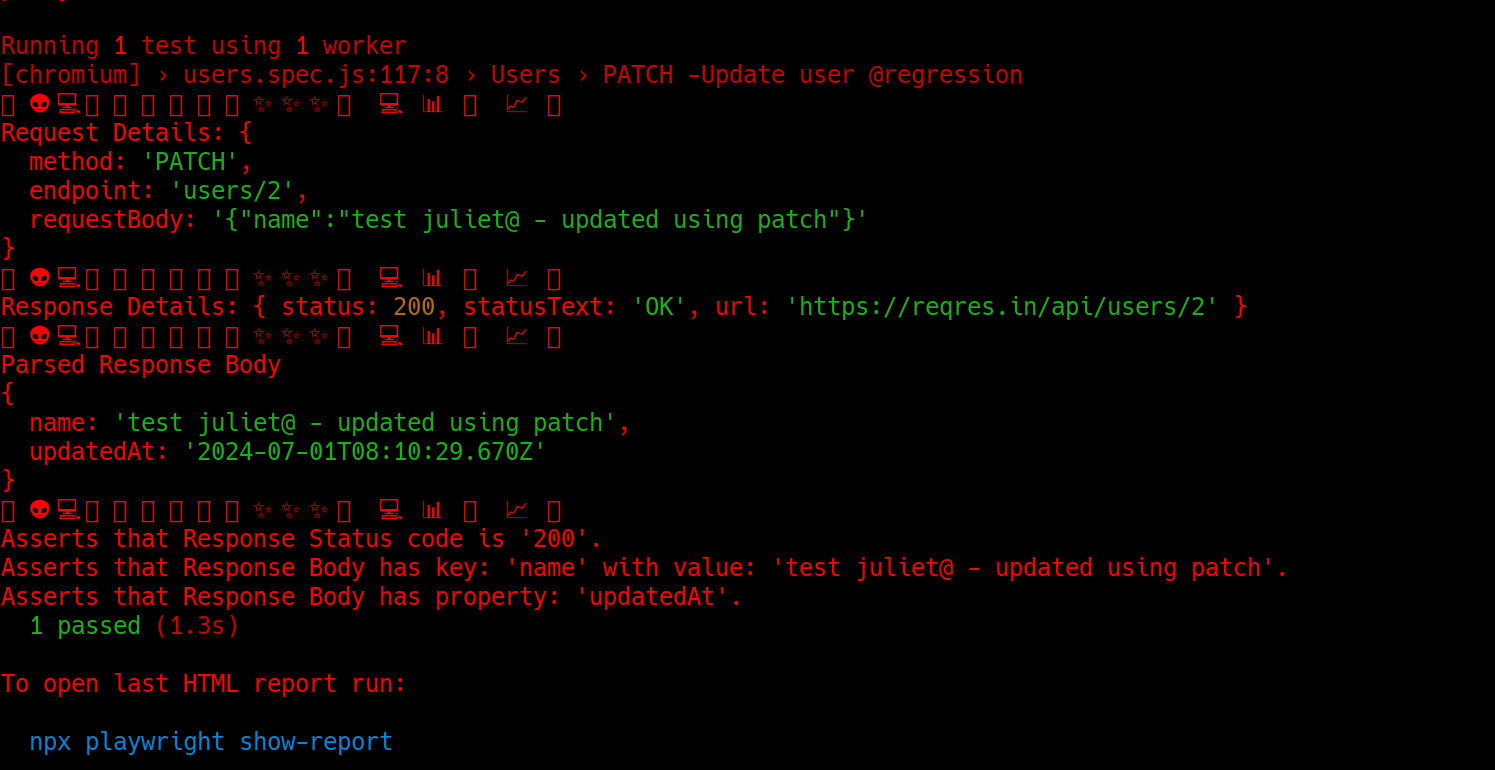 Running 1 test using 1 worker
[chromium] › users.spec.js:117:8 › Users › PATCH -Update user @regression
Request Details: {
  method: 'PATCH',
  endpoint: 'users/2',
  requestBody: '{"name":"test juliet@ - updated using patch"}'
}
Response Details: { status: 200, statusText: 'OK', url: 'https://reqres.in/api/users/2' }
Parsed Response Body
{
  name: 'test juliet@ - updated using patch',
  updatedAt: '2024-07-01T08:10:29.670Z'
}
Asserts that Response Status code is '200'.
Asserts that Response Body has key: 'name' with value: 'test juliet@ - updated using patch'.
Asserts that Response Body has property: 'updatedAt'.
  1 passed (1.3s)
To open last HTML report run:
  npx playwright show-report